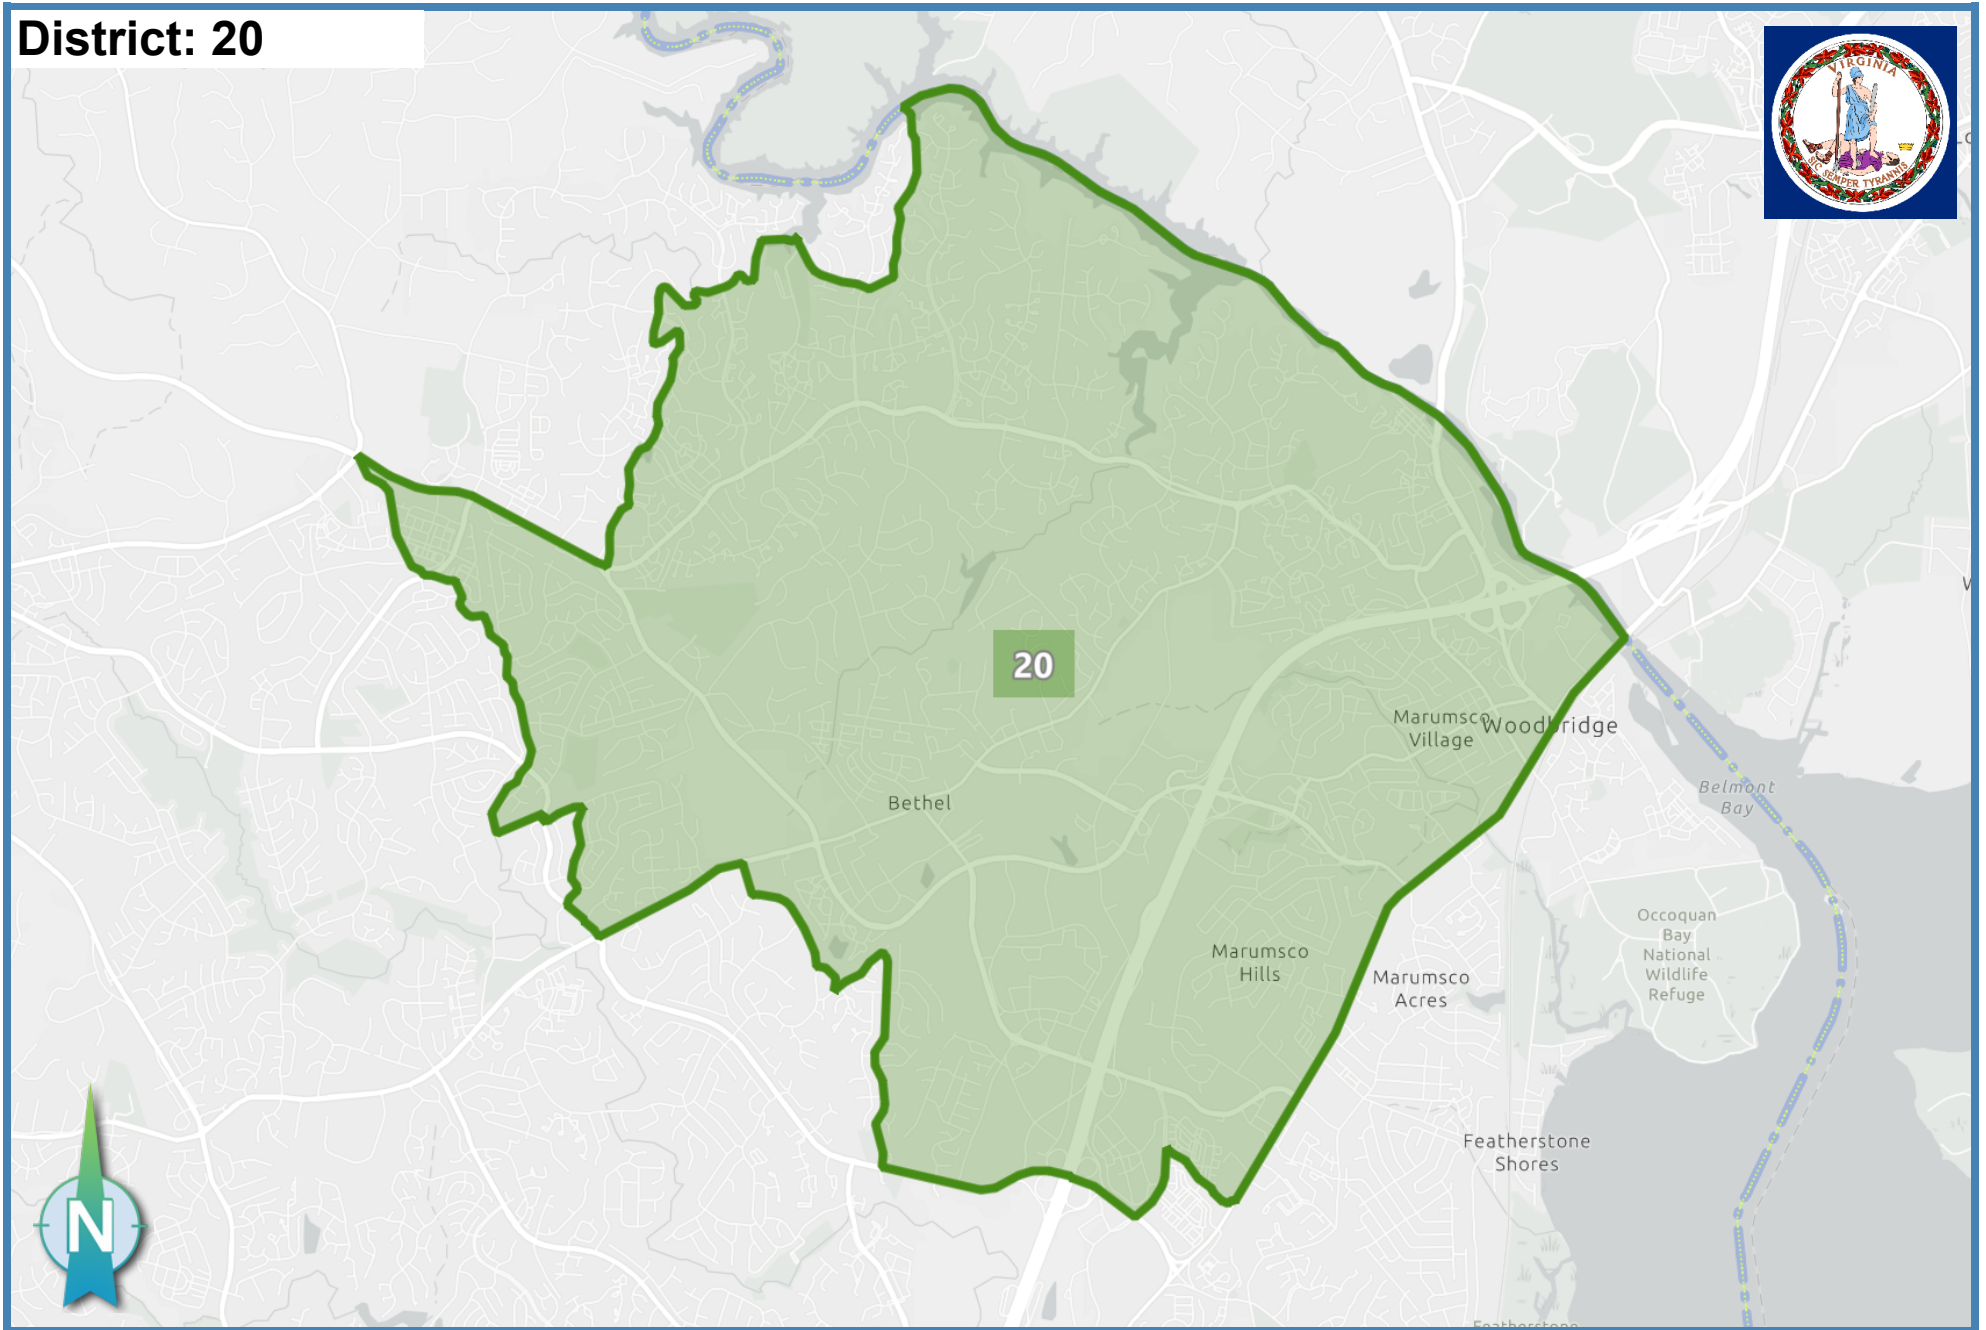 District: 20
VIRGINIA
SIC SEMPER TYRANNIS
20
Marumsco
Village
Woodbridge
Belmont
Bay
Bethel
Occoquan
Bay
National
Wildlife
Refuge
Marumsco
Hills
Marumsco
Acres
Featherstone
Shores
N
Featherstone